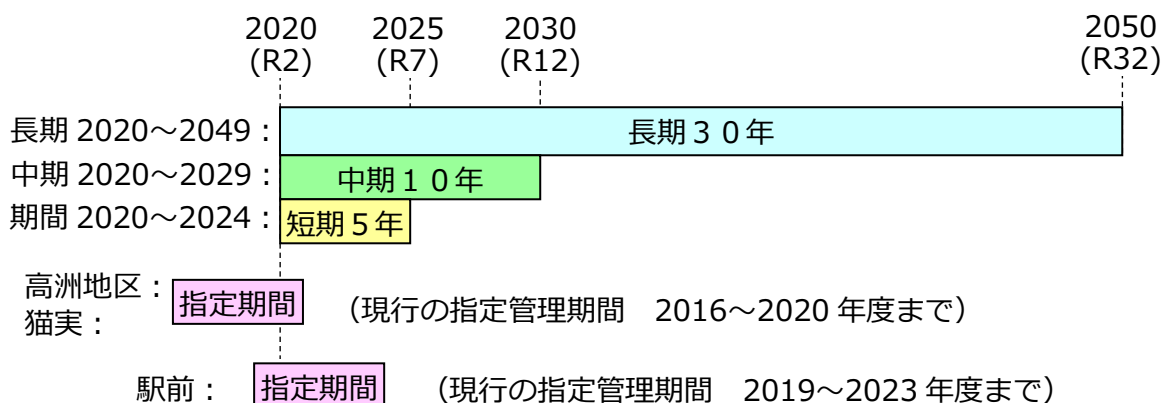 2020 2025 2030 2050
(R2) (R7) (R12) (R32)
長期 2020～2049： 長期３０年
中期 2020～2029： 中期１０年
期間 2020～2024： 短期５年
高洲地区：
猫実：
指定期間 （現行の指定管理期間　2016～2020 年度まで）
駅前： 指定期間 （現行の指定管理期間　2019～2023 年度まで）